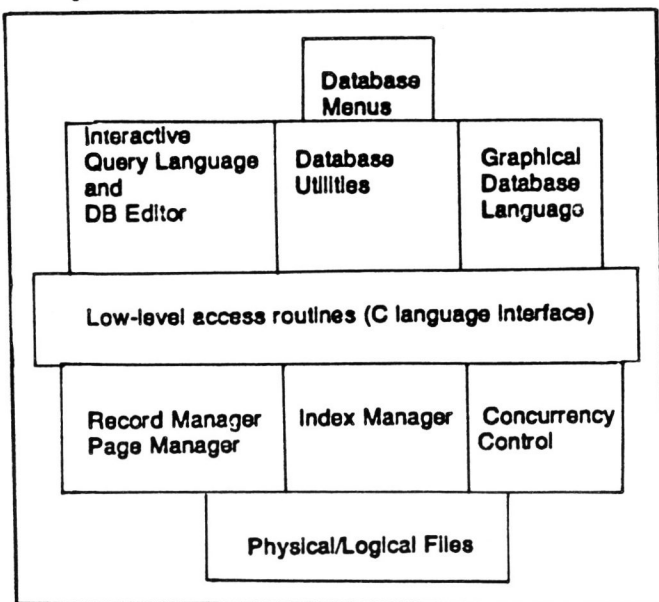 Database
Menus
Interactive
Query Language
and
DB Editor
Database
Utilities
Graphical
Database
Language
Low-level access routines (C language Interface)
Record Manager
Page Manager
Index Manager
Concurrency
Control
Physical/Logical Files